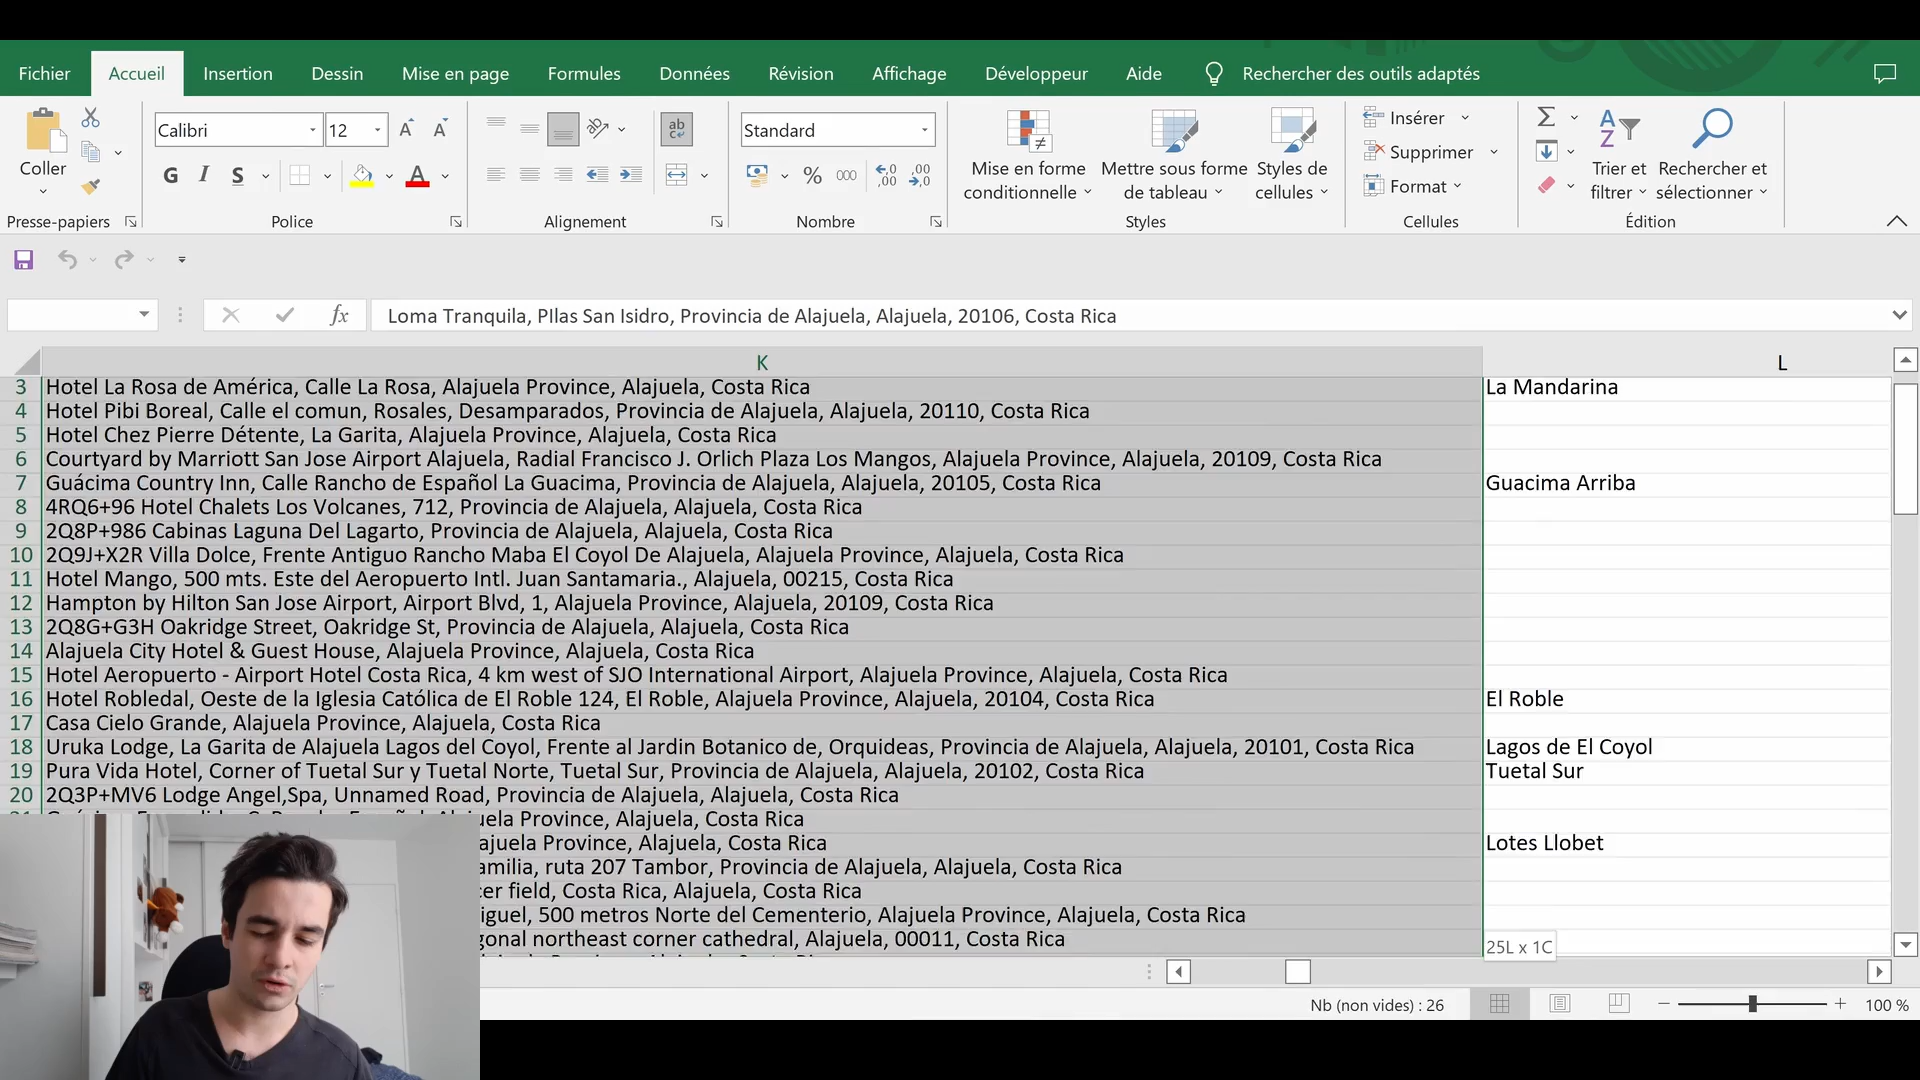 Fichier Accueil Insertion Dessin Mise en page Formules Données Révision Affichage Développeur Aide Rechercher des outils adaptés
Coller
Presse-papiers
Calibri 12
G I S
Police
ab
Alignement
Standard
% 000
Nombre
Mise en forme conditionnelle
Mettre sous forme de tableau
Styles de cellules
Styles
Insérer
Supprimer
Format
Cellules
Trier et filtrer
Rechercher et sélectionner
Édition
fx Loma Tranquila, PIlas San Isidro, Provincia de Alajuela, Alajuela, 20106, Costa Rica
K L
3 Hotel La Rosa de América, Calle La Rosa, Alajuela Province, Alajuela, Costa Rica La Mandarina
4 Hotel Pibi Boreal, Calle el comun, Rosales, Desamparados, Provincia de Alajuela, Alajuela, 20110, Costa Rica
5 Hotel Chez Pierre Détente, La Garita, Alajuela Province, Alajuela, Costa Rica
6 Courtyard by Marriott San Jose Airport Alajuela, Radial Francisco J. Orlich Plaza Los Mangos, Alajuela Province, Alajuela, 20109, Costa Rica
7 Guácima Country Inn, Calle Rancho de Español La Guacima, Provincia de Alajuela, Alajuela, 20105, Costa Rica Guacima Arriba
8 4RQ6+96 Hotel Chalets Los Volcanes, 712, Provincia de Alajuela, Alajuela, Costa Rica
9 2Q8P+986 Cabinas Laguna Del Lagarto, Provincia de Alajuela, Alajuela, Costa Rica
10 2Q9J+X2R Villa Dolce, Frente Antiguo Rancho Maba El Coyol De Alajuela, Alajuela Province, Alajuela, Costa Rica
11 Hotel Mango, 500 mts. Este del Aeropuerto Intl. Juan Santamaria., Alajuela, 00215, Costa Rica
12 Hampton by Hilton San Jose Airport, Airport Blvd, 1, Alajuela Province, Alajuela, 20109, Costa Rica
13 2Q8G+G3H Oakridge Street, Oakridge St, Provincia de Alajuela, Alajuela, Costa Rica
14 Alajuela City Hotel & Guest House, Alajuela Province, Alajuela, Costa Rica
15 Hotel Aeropuerto - Airport Hotel Costa Rica, 4 km west of SJO International Airport, Alajuela Province, Alajuela, Costa Rica
16 Hotel Robledal, Oeste de la Iglesia Católica de El Roble 124, El Roble, Alajuela Province, Alajuela, 20104, Costa Rica El Roble
17 Casa Cielo Grande, Alajuela Province, Alajuela, Costa Rica
18 Uruka Lodge, La Garita de Alajuela Lagos del Coyol, Frente al Jardin Botanico de, Orquideas, Provincia de Alajuela, Alajuela, 20101, Costa Rica Lagos de El Coyol
19 Pura Vida Hotel, Corner of Tuetal Sur y Tuetal Norte, Tuetal Sur, Provincia de Alajuela, Alajuela, 20102, Costa Rica Tuetal Sur
20 2Q3P+MV6 Lodge Angel,Spa, Unnamed Road, Provincia de Alajuela, Alajuela, Costa Rica
Alajuela, Costa Rica
ajuela Province, Alajuela, Costa Rica Lotes Llobet
amilia, ruta 207 Tambor, Provincia de Alajuela, Alajuela, Costa Rica
cer field, Costa Rica, Alajuela, Costa Rica
iguel, 500 metros Norte del Cementerio, Alajuela Province, Alajuela, Costa Rica
gonal northeast corner cathedral, Alajuela, 00011, Costa Rica 25L x 1C
Nb (non vides) : 26 100 %